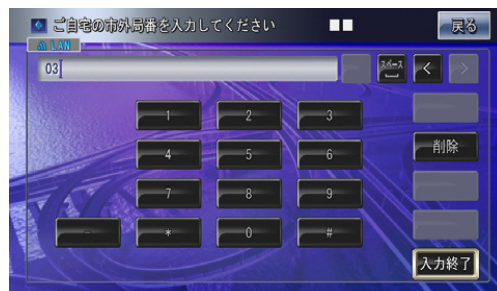 ご自宅の市外局番を入力してください
戻る
LAN
03
スペース
<
>
1 2 3
4 5 6
削除
7 8 9
- * 0 #
入力終了